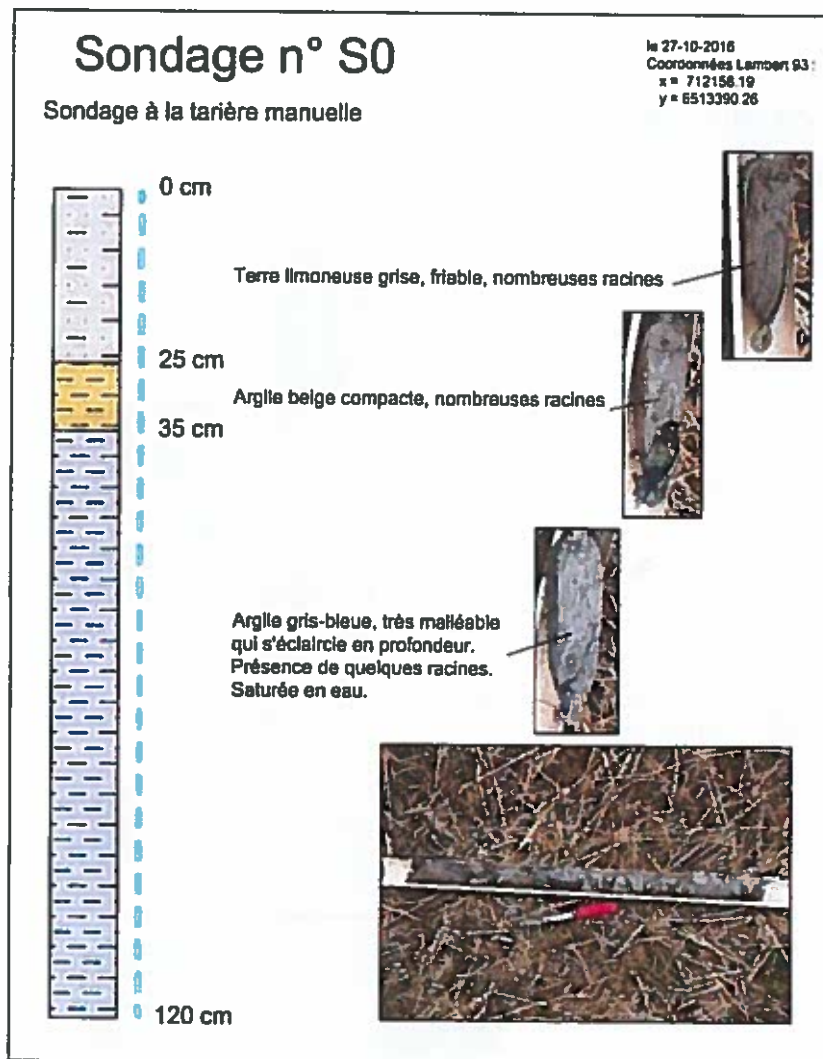 Sondage n° S0
le 27-10-2016
Coordonnées Lambert 93 :
x = 712158.19
y = 6513390.26
Sondage à la tarière manuelle
0 cm
Terre limoneuse grise, friable, nombreuses racines
25 cm
Argile beige compacte, nombreuses racines
35 cm
Argile gris-bleue, très malléable
qui s'éclaircie en profondeur.
Présence de quelques racines.
Saturée en eau.
120 cm